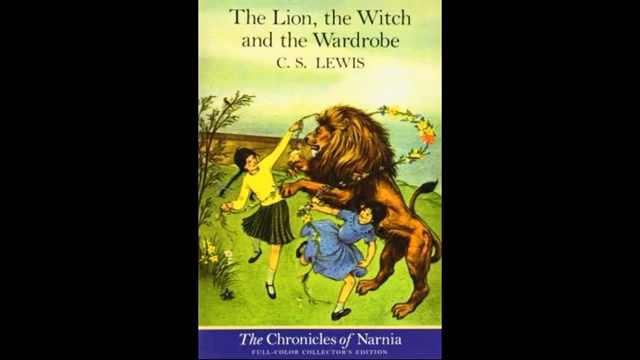 The Lion, the Witch
and the Wardrobe
C. S. LEWIS
The Chronicles of Narnia
FULL-COLOR COLLECTOR'S EDITION